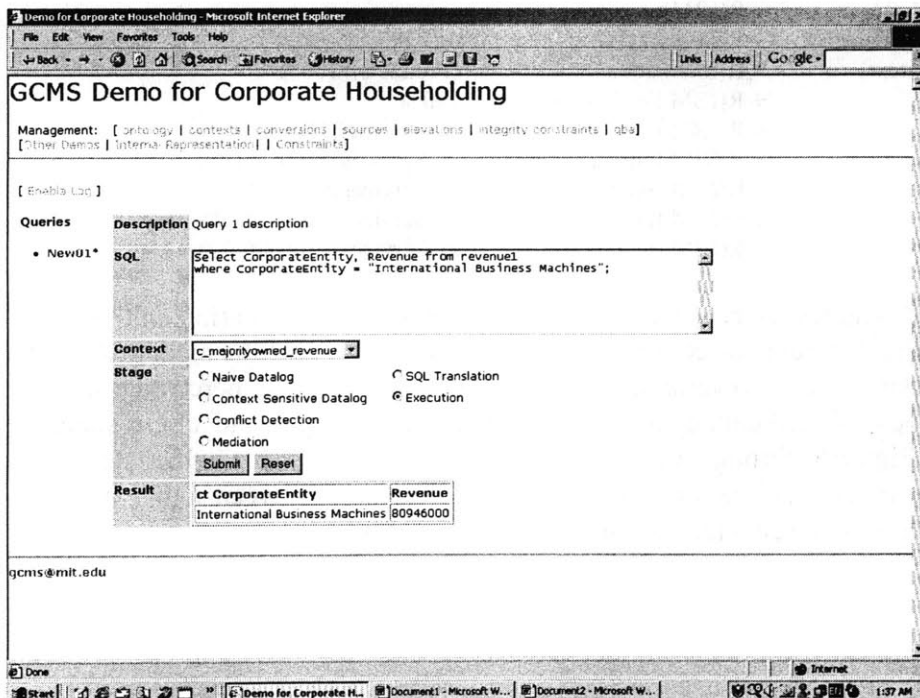 Demo for Corporate Householding - Microsoft Internet Explorer
File Edit View Favorites Tools Help
Back Search Favorites History Links Address Google
GCMS Demo for Corporate Householding
Management: [ ontology | contexts | conversions | sources | elevations | integrity constraints | qbe]
[Other Demos | Internal Representation] | Constraints]
[ Enable Log ]
Queries
• New01*
Description Query 1 description
SQL
Select CorporateEntity, Revenue from revenue1
where CorporateEntity = "International Business Machines";
Context c_majorityowned_revenue
Stage
Naive Datalog SQL Translation
Context Sensitive Datalog Execution
Conflict Detection
Mediation
Submit Reset
Result
ct CorporateEntity Revenue
International Business Machines 80946000
gcms@mit.edu
Done Internet
Start Demo for Corporate H... Document1 - Microsoft W... Document2 - Microsoft W... 1:37 AM